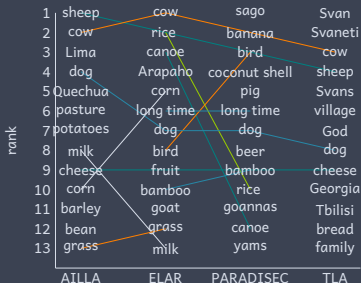 1 sheep cow sago Svan
2 cow rice banana Svaneti
3 Lima canoe bird cow
4 dog Arapaho coconut shell sheep
5 Quechua corn pig Svans
6 pasture long time long time village
7 potatoes dog dog God
8 milk bird beer dog
9 cheese fruit bamboo cheese
10 corn bamboo rice Georgia
11 barley goat goannas Tbilisi
12 bean grass canoe bread
13 grass milk yams family
rank
AILLA ELAR PARADISEC TLA